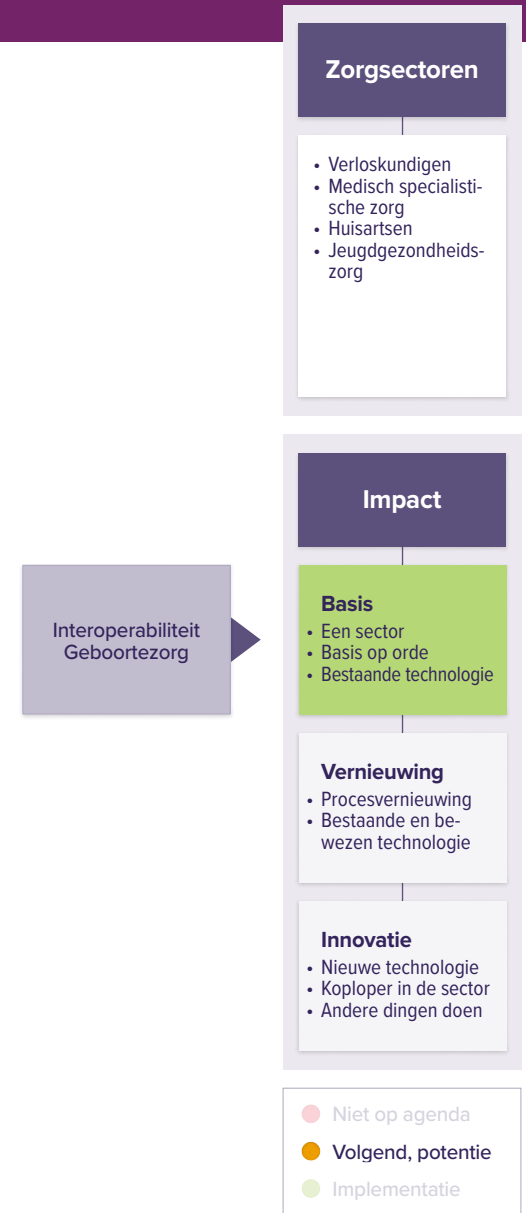 Zorgsectoren
• Verloskundigen
• Medisch specialisti-
sche zorg
• Huisartsen
• Jeugdgezondheids-
zorg
Impact
Interoperabiliteit
Geboortezorg
Basis
• Een sector
• Basis op orde
• Bestaande technologie
Vernieuwing
• Procesvernieuwing
• Bestaande en be-
wezen technologie
Innovatie
• Nieuwe technologie
• Koploper in de sector
• Andere dingen doen
Niet op agenda
Volgend, potentie
Implementatie